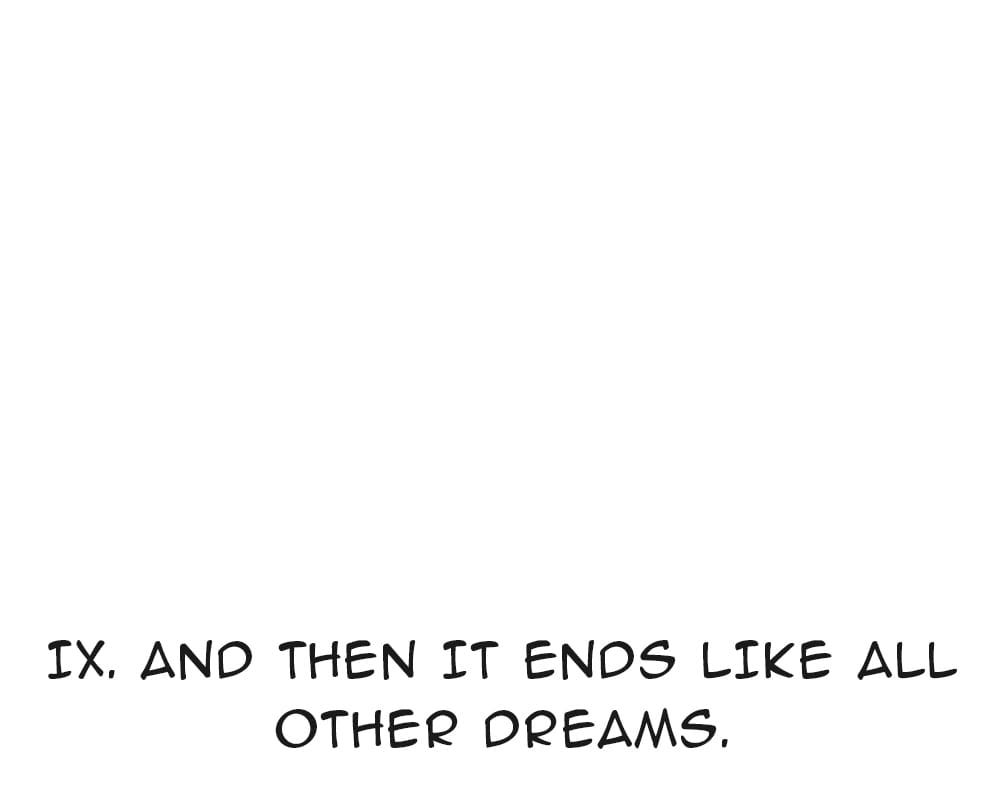 IX. AND THEN IT ENDS LIKE ALL
OTHER DREAMS.